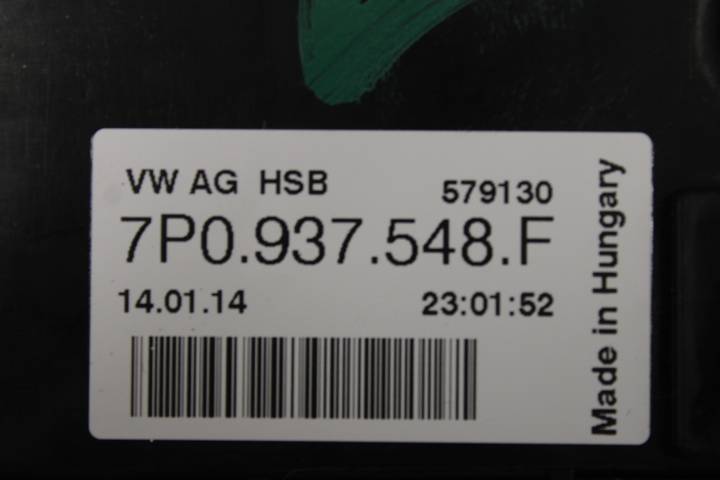 VW AG HSB 579130
7P0.937.548.F
14.01.14 23:01:52
Made in Hungary